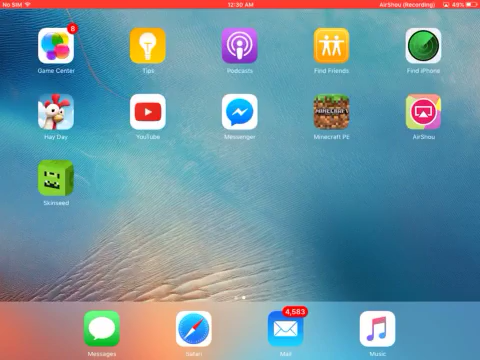 No SIM 12:30 AM AirShou (Recording) 49%
8
Game Center Tips Podcasts Find Friends Find iPhone
Hay Day YouTube Messenger Minecraft PE AirShou
Skinseed
4,583
Messages Safari Mail Music